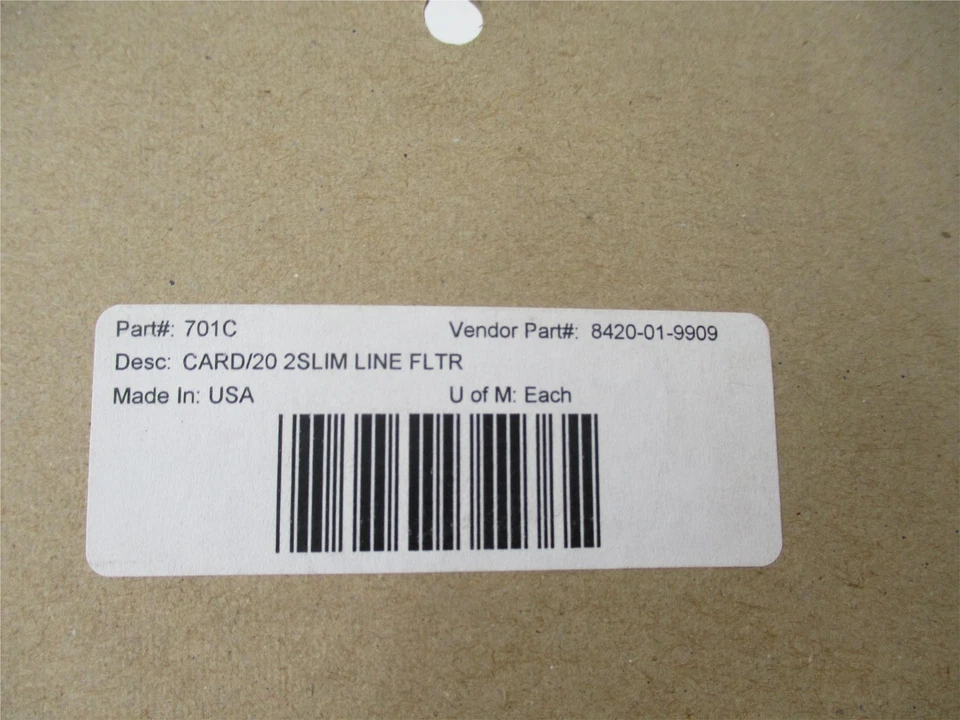 Part#: 701C Vendor Part#: 8420-01-9909
Desc: CARD/20 2SLIM LINE FLTR
Made In: USA U of M: Each